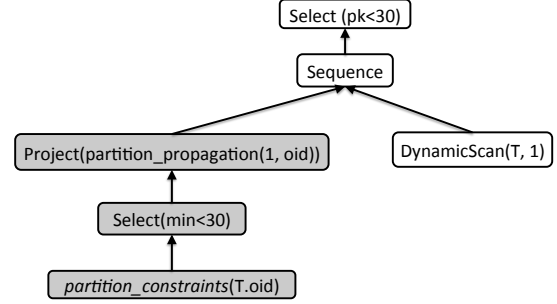 Select (pk<30)
Sequence
Project(partition_propagation(1, oid))
DynamicScan(T, 1)
Select(min<30)
partition_constraints(T.oid)